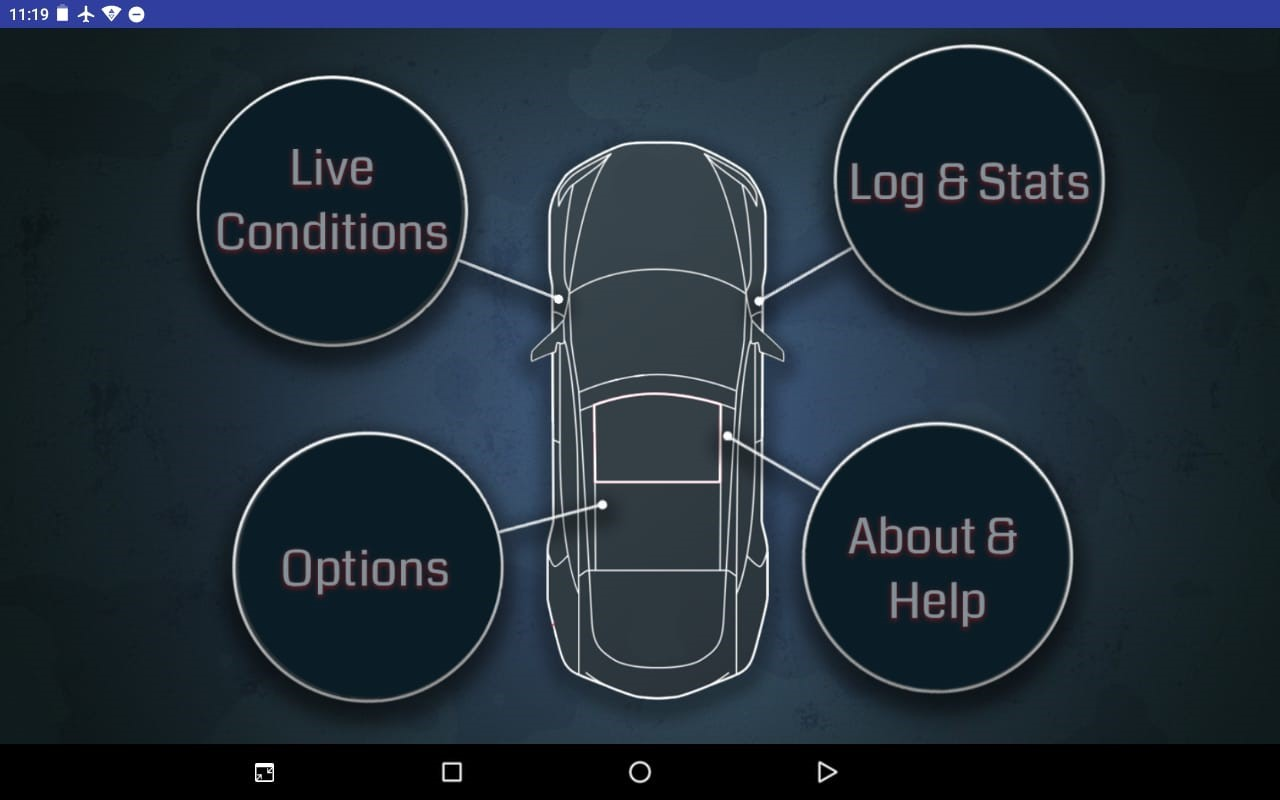 11:19
Live
Conditions
Log & Stats
Options
About &
Help